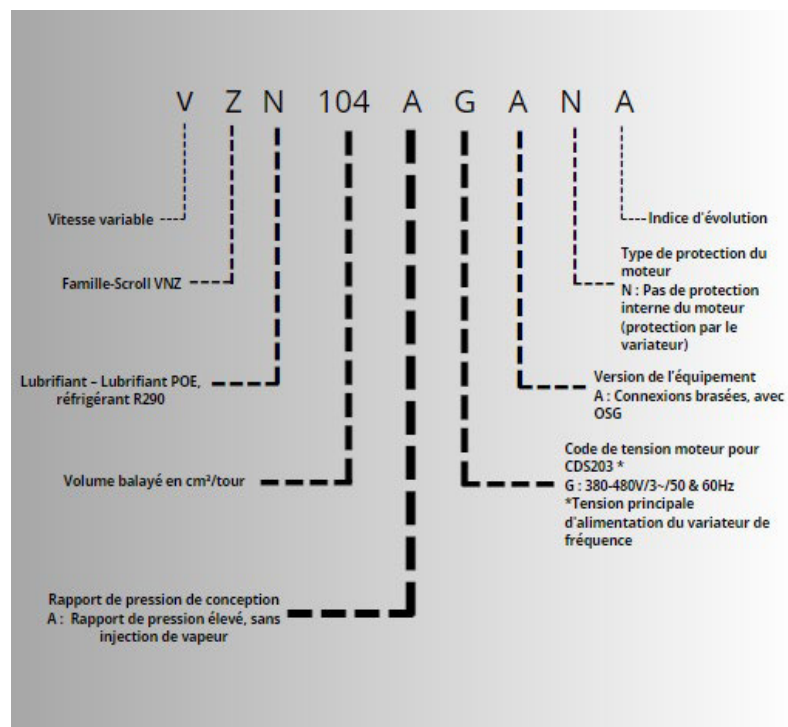 V Z N 104 A G A N A
Vitesse variable
Indice d'évolution
Famille-Scroll VNZ
Type de protection du
moteur
N : Pas de protection
interne du moteur
(protection par le
variateur)
Lubrifiant – Lubrifiant POE,
réfrigérant R290
Version de l'équipement
A : Connexions brasées, avec
OSG
Volume balayé en cm³/tour
Code de tension moteur pour
CDS203 *
G : 380-480V/3~/50 & 60Hz
*Tension principale
d'alimentation du variateur de
fréquence
Rapport de pression de conception
A : Rapport de pression élevé, sans
injection de vapeur